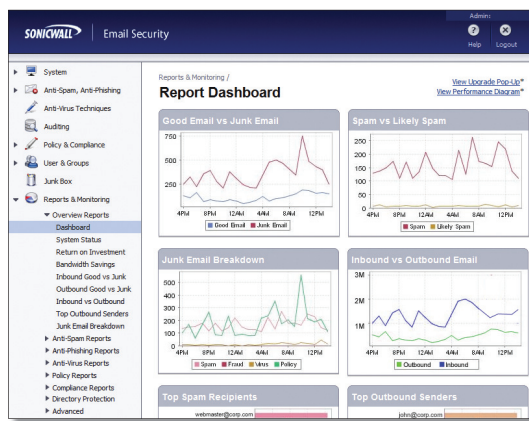 Admin:
SONICWALL
Email Security
Help
Logout
System
Anti-Spam, Anti-Phishing
Anti-Virus Techniques
Auditing
Policy & Compliance
User & Groups
Junk Box
Reports & Monitoring
Overview Reports
Dashboard
System Status
Return on Investment
Bandwidth Savings
Inbound Good vs Junk
Outbound Good vs Junk
Inbound vs Outbound
Top Outbound Senders
Junk Email Breakdown
Anti-Spam Reports
Anti-Phishing Reports
Anti-Virus Reports
Policy Reports
Compliance Reports
Directory Protection
Advanced
Reports & Monitoring /
Report Dashboard
View Upgrade Pop-Up*
View Performance Diagram*
Good Email vs Junk Email
750
500
250
4PM 8PM 12AM 4AM 8AM 12PM
Good Email Junk Email
Spam vs Likely Spam
250
200
150
100
50
0
4PM 8PM 12AM 4AM 8AM 12PM
Spam Likely Spam
Junk Email Breakdown
500
400
300
200
100
0
4PM 8PM 12AM 4AM 8AM 12PM
Spam Fraud Virus Policy
Inbound vs Outbound Email
3M
2M
1M
4PM 8PM 12AM 4AM 8AM 12PM
Outbound Inbound
Top Spam Recipients
webmaster@corp.com
Top Outbound Senders
john@corp.com